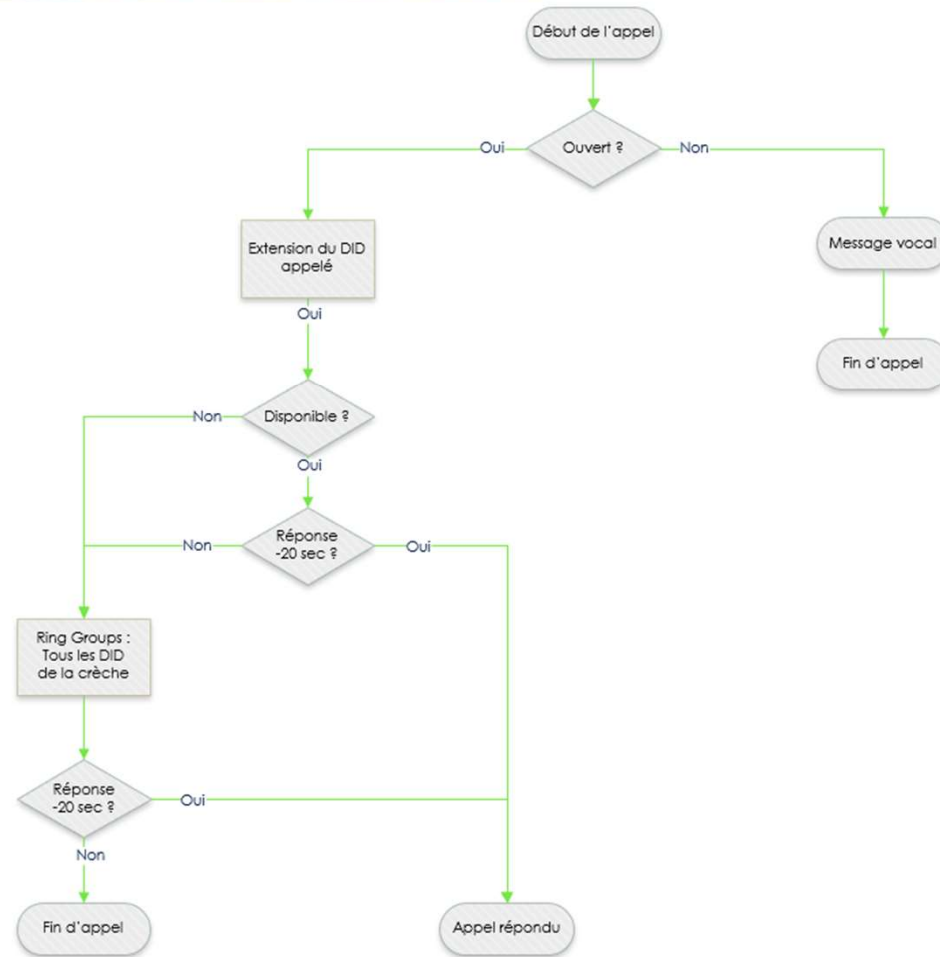 Début de l'appel
Oui
Ouvert ?
Non
Extension du DID
appelé
Message vocal
Oui
Fin d'appel
Non
Disponible ?
Oui
Non
Réponse
-20 sec ?
Oui
Ring Groups :
Tous les DID
de la crèche
Réponse
-20 sec ?
Oui
Non
Fin d'appel
Appel répondu